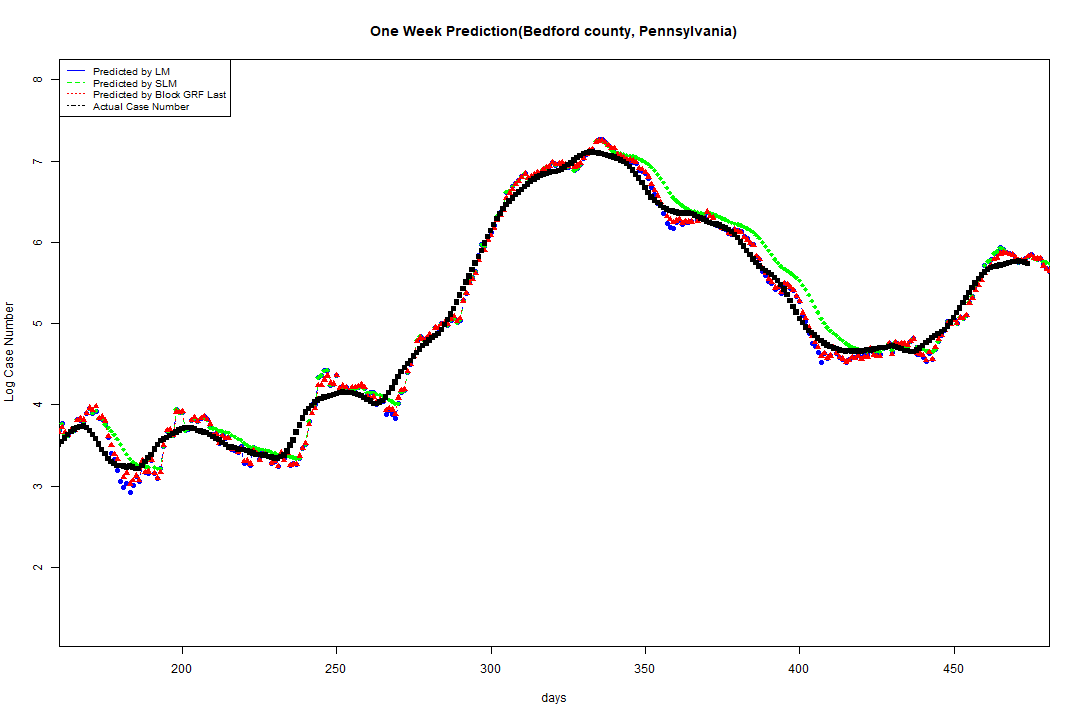 One Week Prediction(Bedford county, Pennsylvania)
Predicted by LM
Predicted by SLM
Predicted by Block GRF Last
Actual Case Number
8
7
6
5
4
3
2
Log Case Number
200 250 300 350 400 450
days